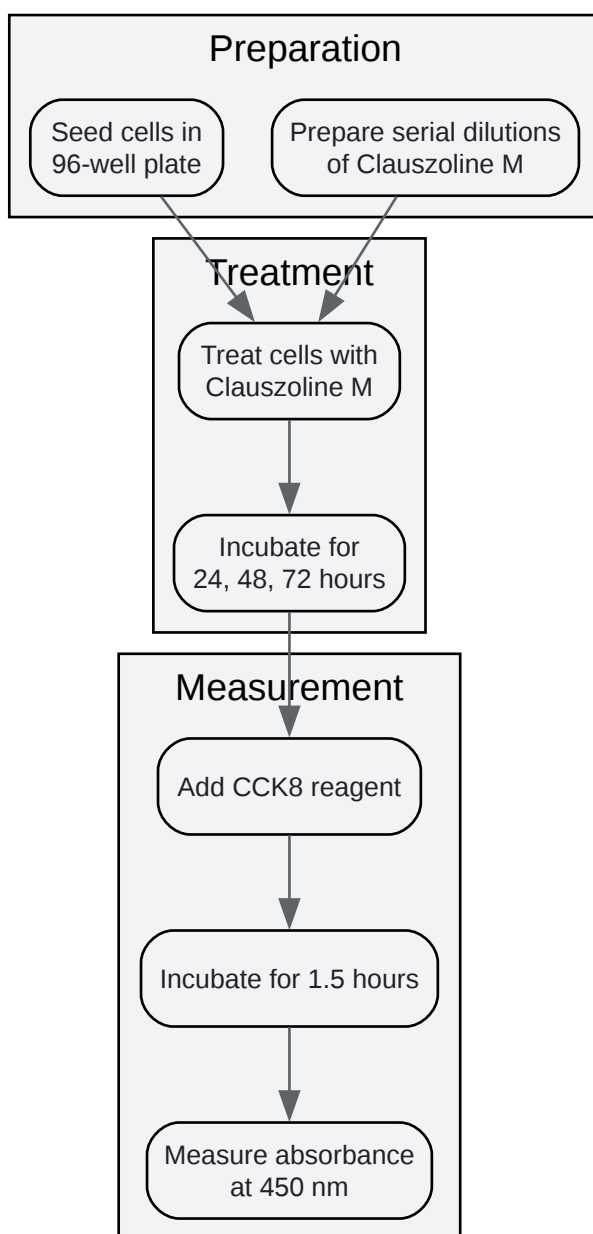 Preparation
Seed cells in
96-well plate
Prepare serial dilutions
of Clauszoline M
Treatment
Treat cells with
Clauszoline M
Incubate for
24, 48, 72 hours
Measurement
Add CCK8 reagent
Incubate for 1.5 hours
Measure absorbance
at 450 nm